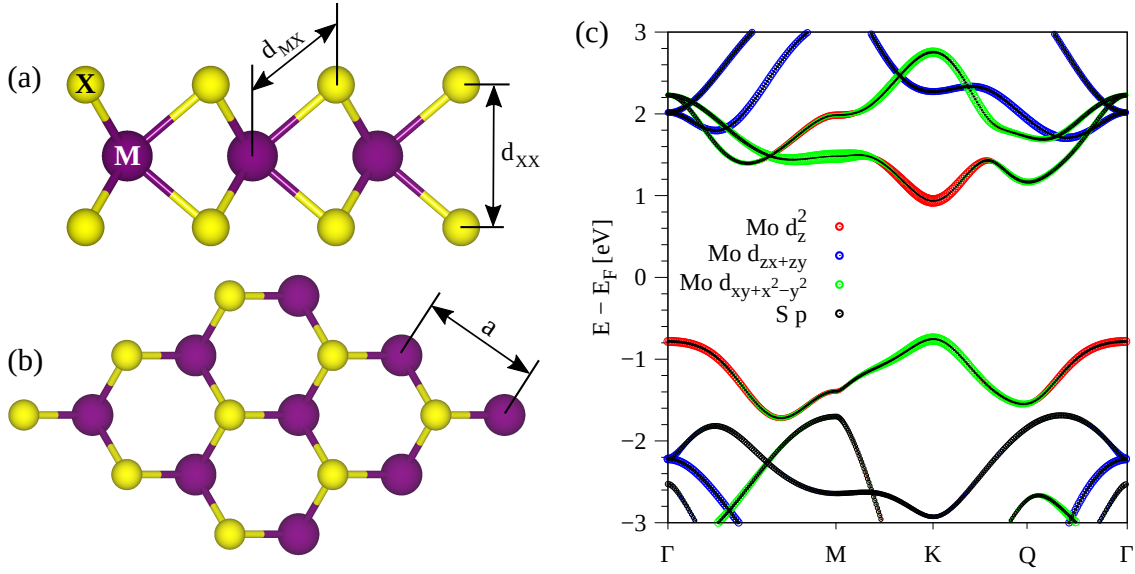 (a)
X
M
d_MX
d_XX
(b)
a
(c)
E − E_F [eV]
3
2
1
0
−1
−2
−3
Mo d_z^2
Mo d_zx+zy
Mo d_xy+x^2−y^2
S p
Γ M K Q Γ